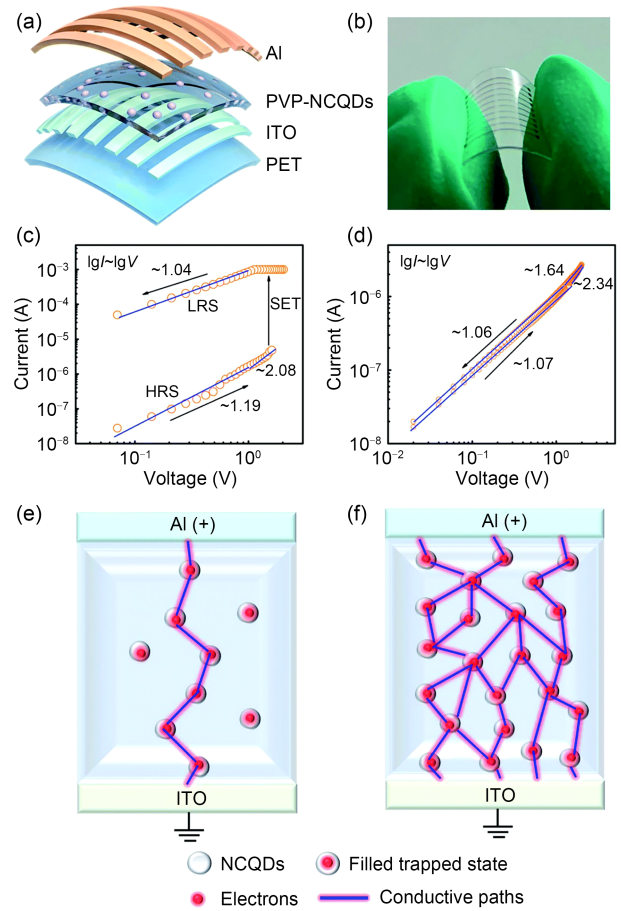 (a)
Al
PVP-NCQDs
ITO
PET
(b)
(c)
lgI~lgV
~1.04
LRS
SET
HRS
~2.08
~1.19
Current (A)
10⁻³
10⁻⁴
10⁻⁵
10⁻⁶
10⁻⁷
10⁻⁸
10⁻¹
10⁰
Voltage (V)
(d)
lgI~lgV
~1.64
~2.34
~1.06
~1.07
Current (A)
10⁻⁶
10⁻⁷
10⁻⁸
10⁻²
10⁻¹
10⁰
Voltage (V)
(e)
Al (+)
ITO
(f)
Al (+)
ITO
NCQDs
Filled trapped state
Electrons
Conductive paths